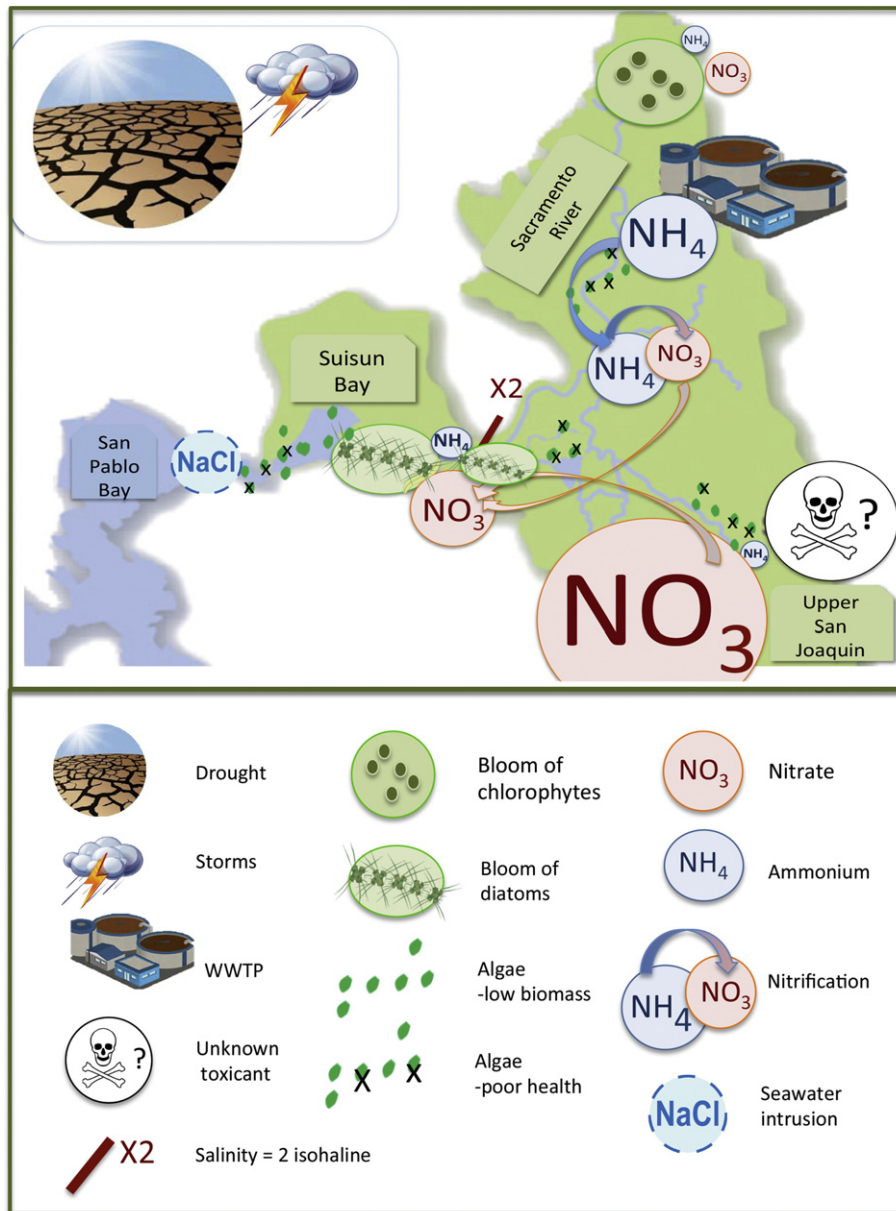 NH4
NO3
Sacramento
River
NH4
NH4
NO3
Suisun
Bay
X2
San
Pablo
Bay
NaCl
NH4
NO3
?
NH4
NO3
Upper
San
Joaquin
Drought
Bloom of
chlorophytes
NO3
Nitrate
Storms
Bloom of
diatoms
NH4
Ammonium
WWTP
Algae
-low biomass
NH4
NO3
Nitrification
?
Unknown
toxicant
X X
Algae
-poor health
NaCl
Seawater
intrusion
X2
Salinity = 2 isohaline